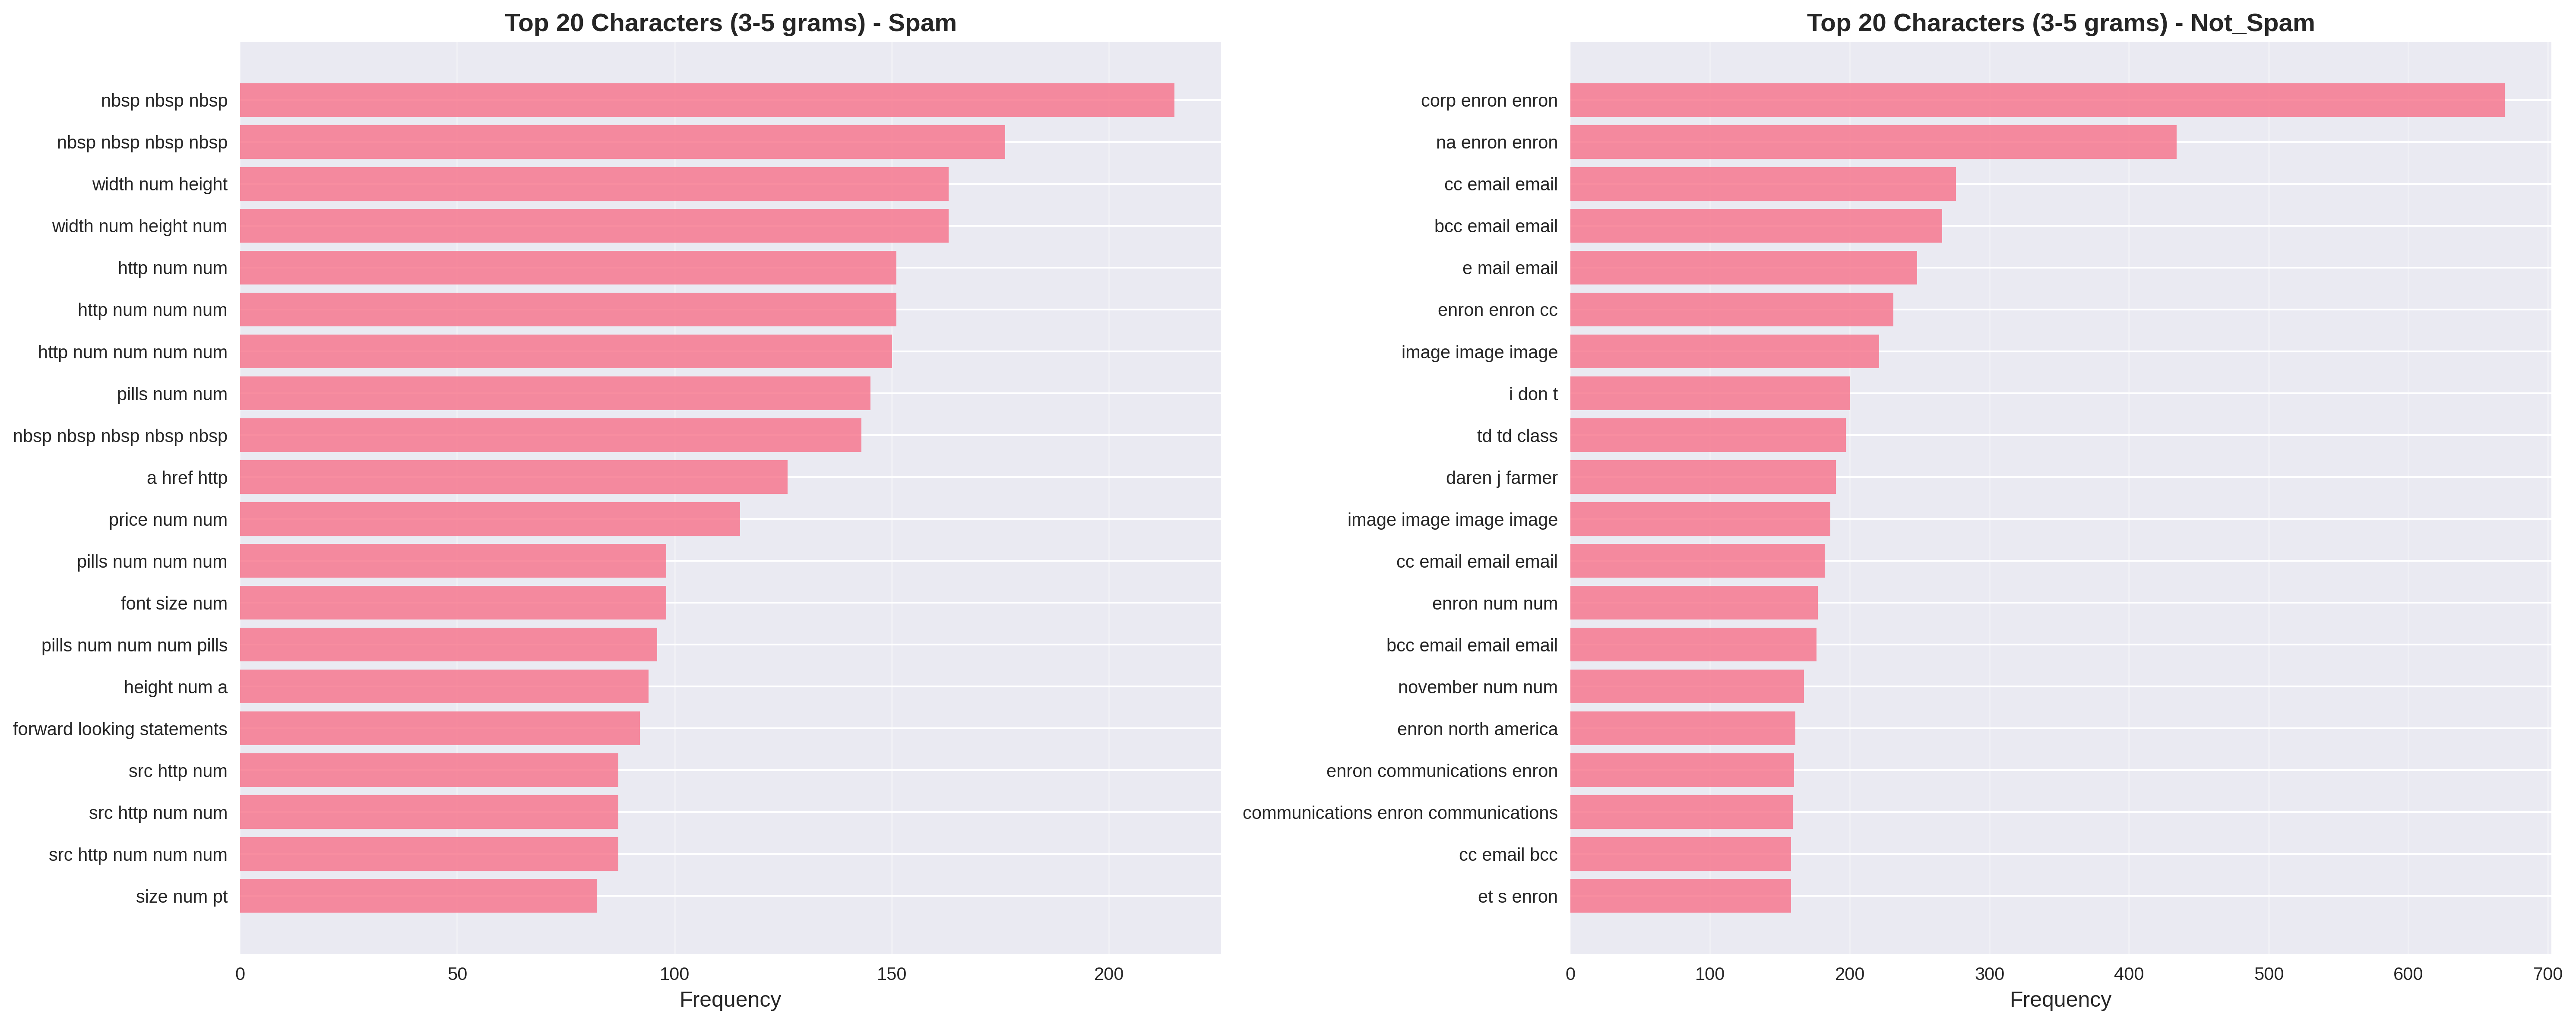 Top 20 Characters (3-5 grams) - Spam
nbsp nbsp nbsp
nbsp nbsp nbsp nbsp
width num height
width num height num
http num num
http num num num
http num num num num
pills num num
nbsp nbsp nbsp nbsp nbsp
a href http
price num num
pills num num num
font size num
pills num num num pills
height num a
forward looking statements
src http num
src http num num
src http num num num
size num pt
0 50 100 150 200
Frequency
Top 20 Characters (3-5 grams) - Not_Spam
corp enron enron
na enron enron
cc email email
bcc email email
e mail email
enron enron cc
image image image
i don t
td td class
daren j farmer
image image image image
cc email email email
enron num num
bcc email email email
november num num
enron north america
enron communications enron
communications enron communications
cc email bcc
et s enron
0 100 200 300 400 500 600 700
Frequency